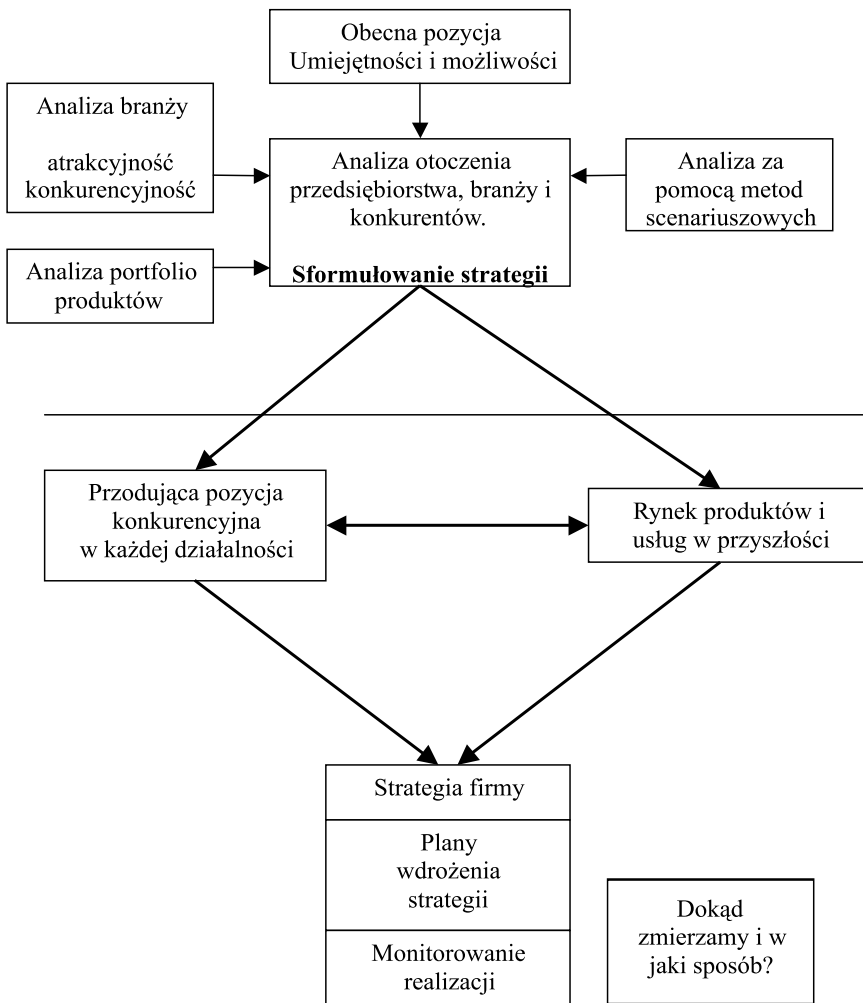 Obecna pozycja
Umiejętności i możliwości
Analiza branży
atrakcyjność
konkurencyjność
Analiza otoczenia
przedsiębiorstwa, branży i
konkurentów.
Sformułowanie strategii
Analiza za
pomocą metod
scenariuszowych
Analiza portfolio
produktów
Przodująca pozycja
konkurencyjna
w każdej działalności
Rynek produktów i
usług w przyszłości
Strategia firmy
Plany
wdrożenia
strategii
Monitorowanie
realizacji
Dokąd
zmierzamy i w
jaki sposób?